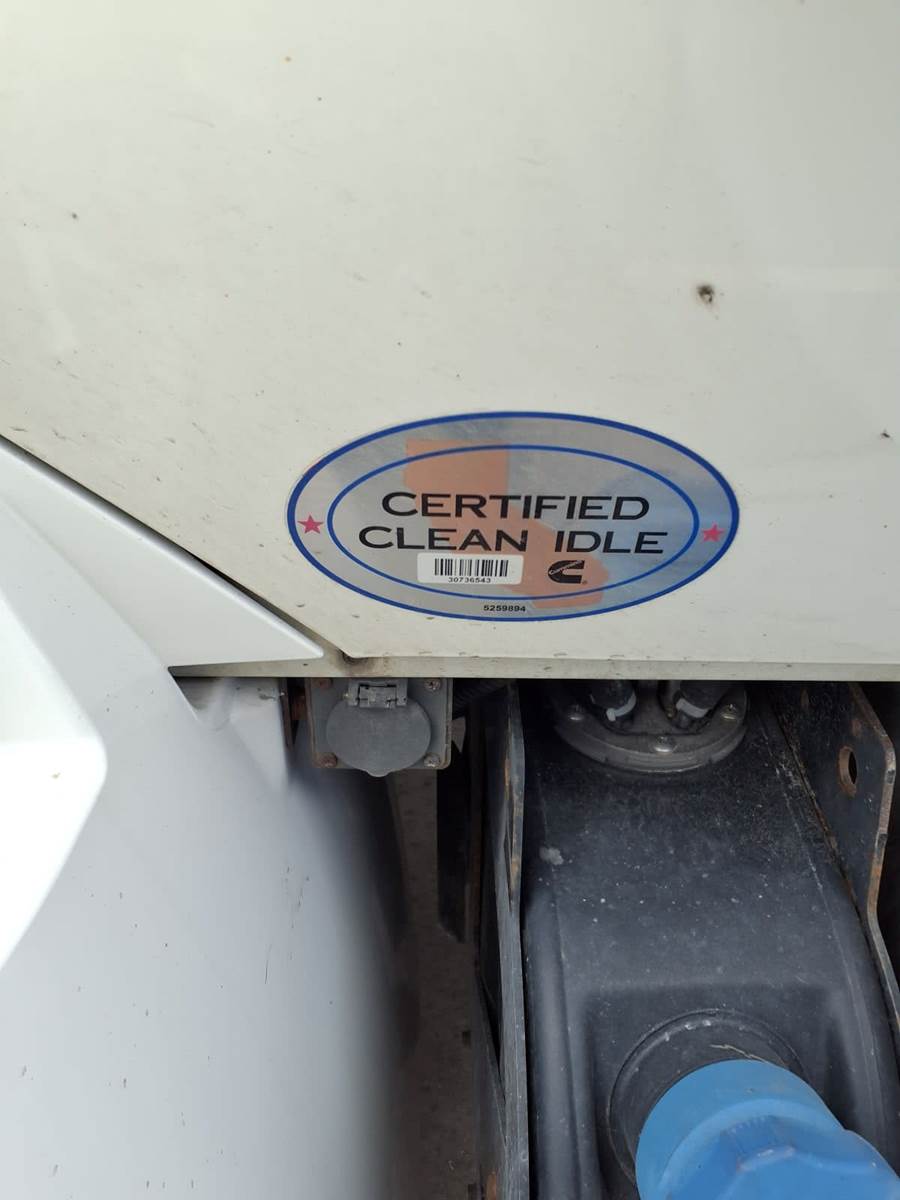 CERTIFIED
CLEAN IDLE
30736543
5259894